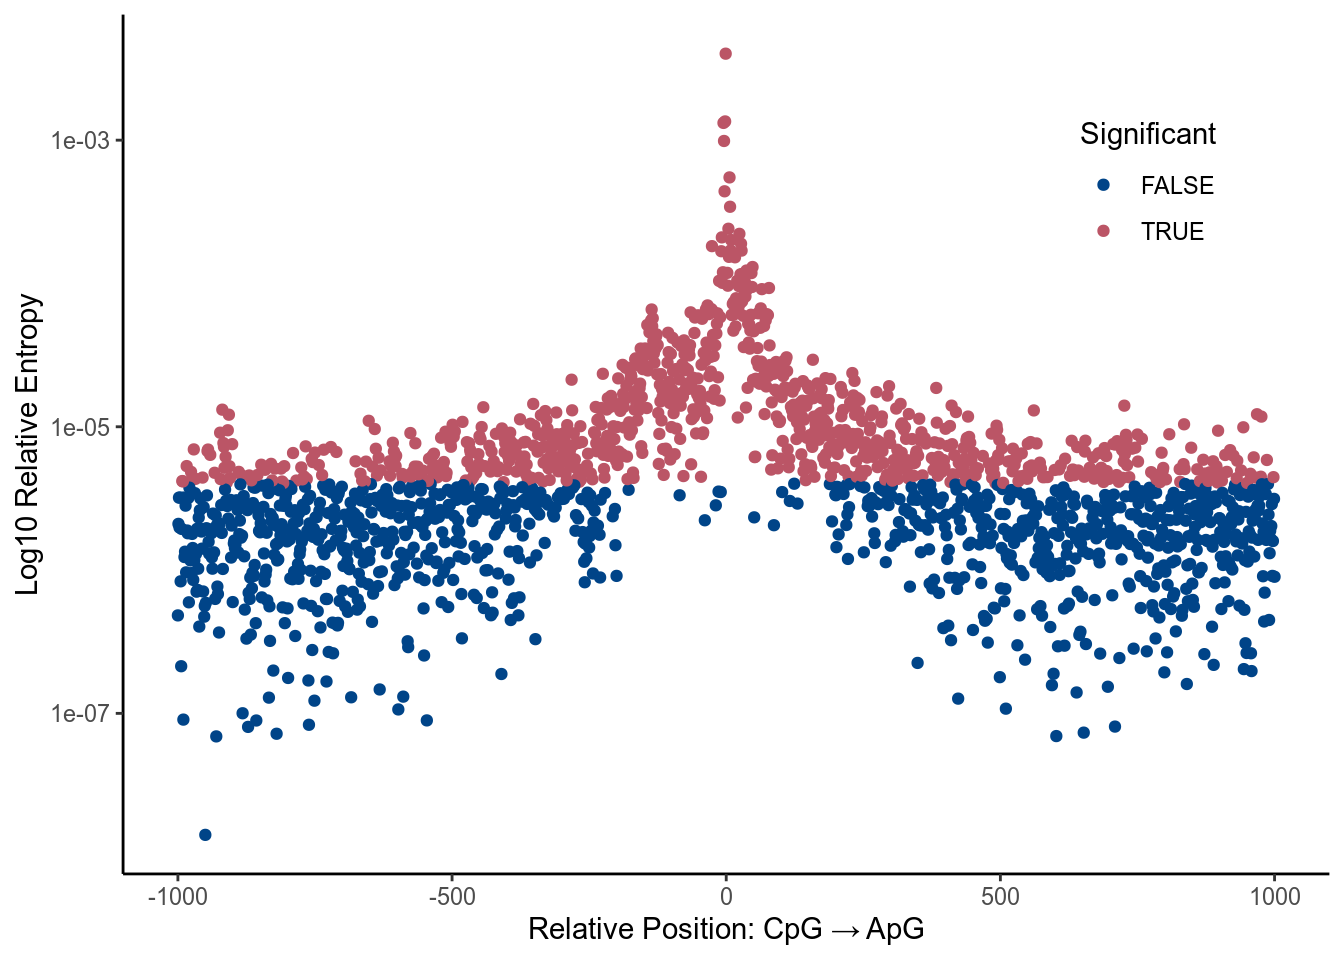 Log10 Relative Entropy
1e-03
1e-05
1e-07
Significant
FALSE
TRUE
-1000
-500
0
500
1000
Relative Position: CpG → ApG